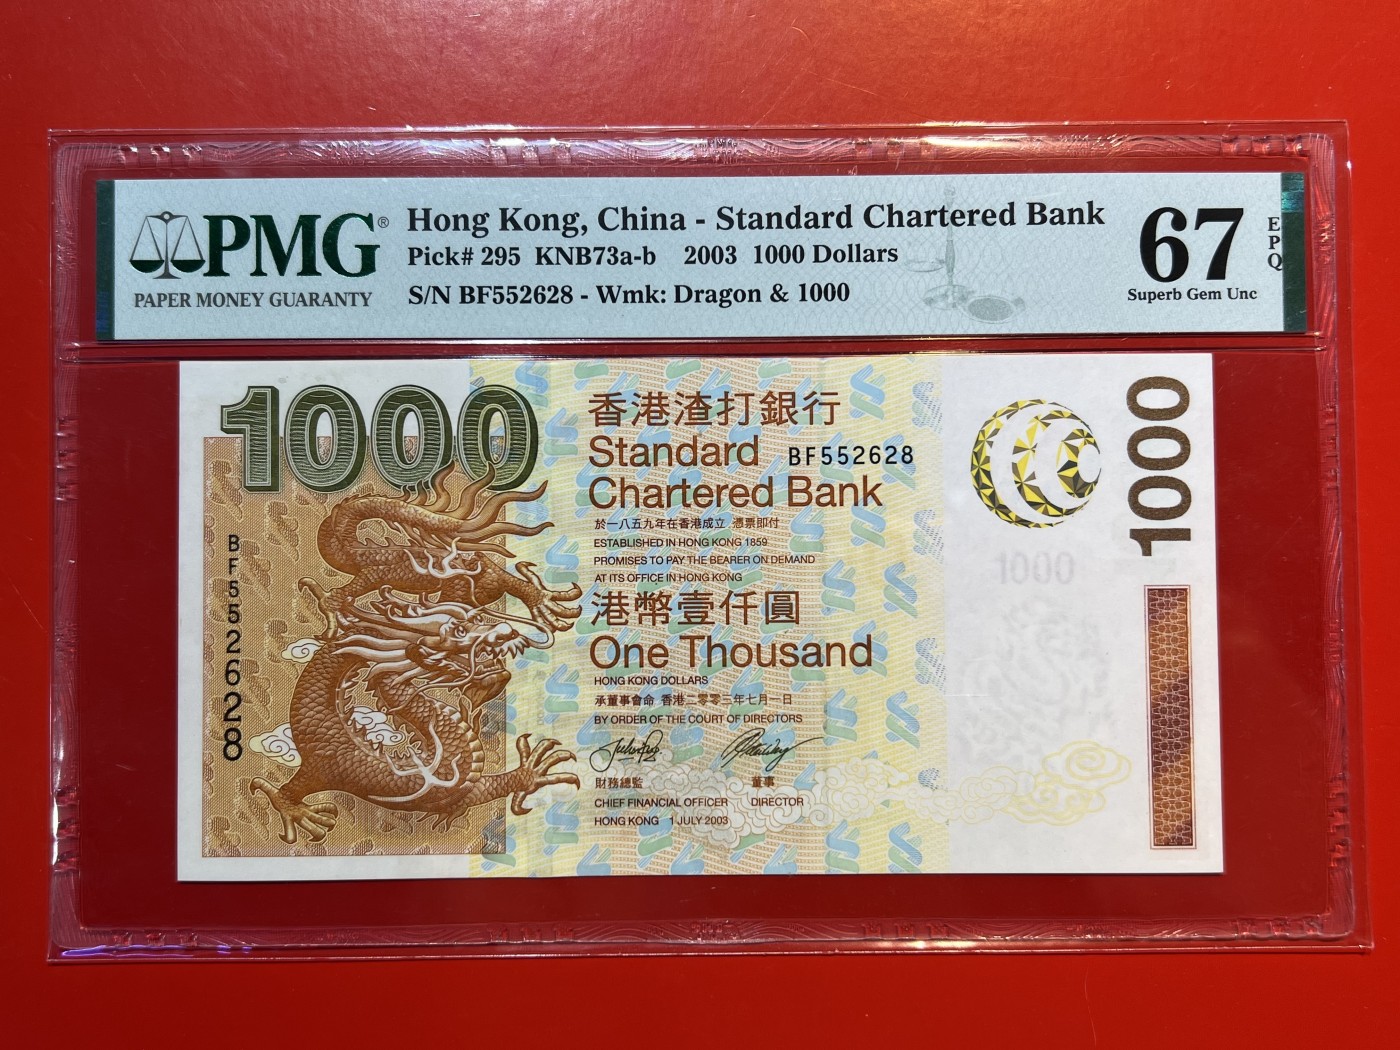 PMG®
PAPER MONEY GUARANTY
Hong Kong, China - Standard Chartered Bank
Pick# 295 KNB73a-b 2003 1000 Dollars
S/N BF552628 - Wmk: Dragon & 1000
67
EPQ
Superb Gem Unc
1000
香港渣打銀行
Standard
BF552628
Chartered Bank
於一八五九年在香港成立 憑票即付
ESTABLISHED IN HONG KONG 1859
PROMISES TO PAY THE BEARER ON DEMAND
AT ITS OFFICE IN HONG KONG
港幣壹仟圓
One Thousand
HONG KONG DOLLARS
承董事會命 香港二零零三年七月一日
BY ORDER OF THE COURT OF DIRECTORS
財務總監 董事
CHIEF FINANCIAL OFFICER DIRECTOR
HONG KONG 1 JULY 2003
BF552628
1000
1000